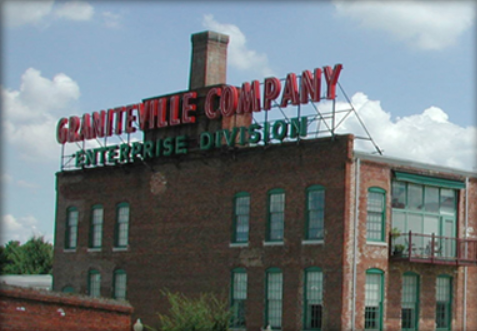 GRANITEVILLE COMPANY
ENTERPRISE DIVISION